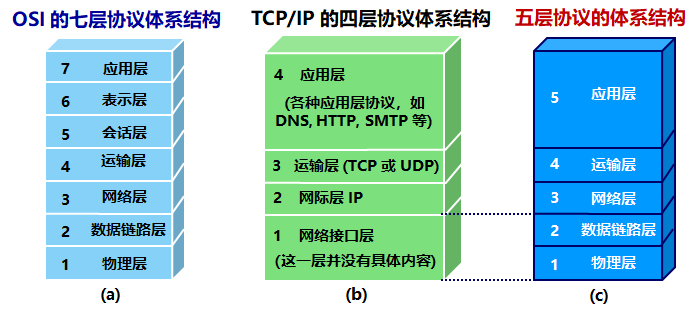 OSI 的七层协议体系结构
7 应用层
6 表示层
5 会话层
4 运输层
3 网络层
2 数据链路层
1 物理层
(a)
TCP/IP 的四层协议体系结构
4 应用层
(各种应用层协议，如
DNS, HTTP, SMTP 等)
3 运输层 (TCP 或 UDP)
2 网际层 IP
1 网络接口层
(这一层并没有具体内容)
(b)
五层协议的体系结构
5 应用层
4 运输层
3 网络层
2 数据链路层
1 物理层
(c)